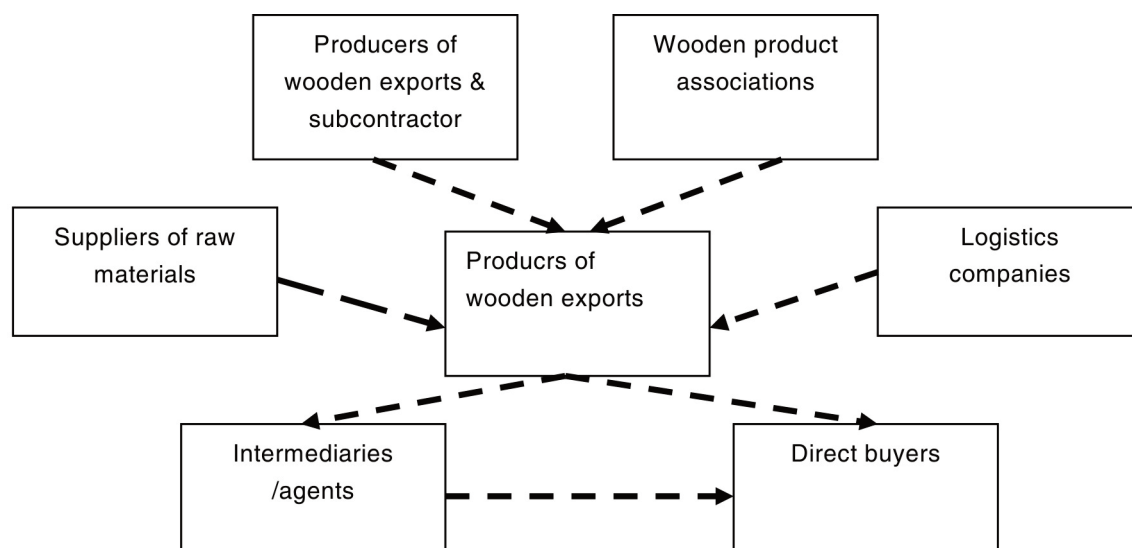 Producers of
wooden exports &
subcontractor
Wooden product
associations
Suppliers of raw
materials
Producrs of
wooden exports
Logistics
companies
Intermediaries
/agents
Direct buyers